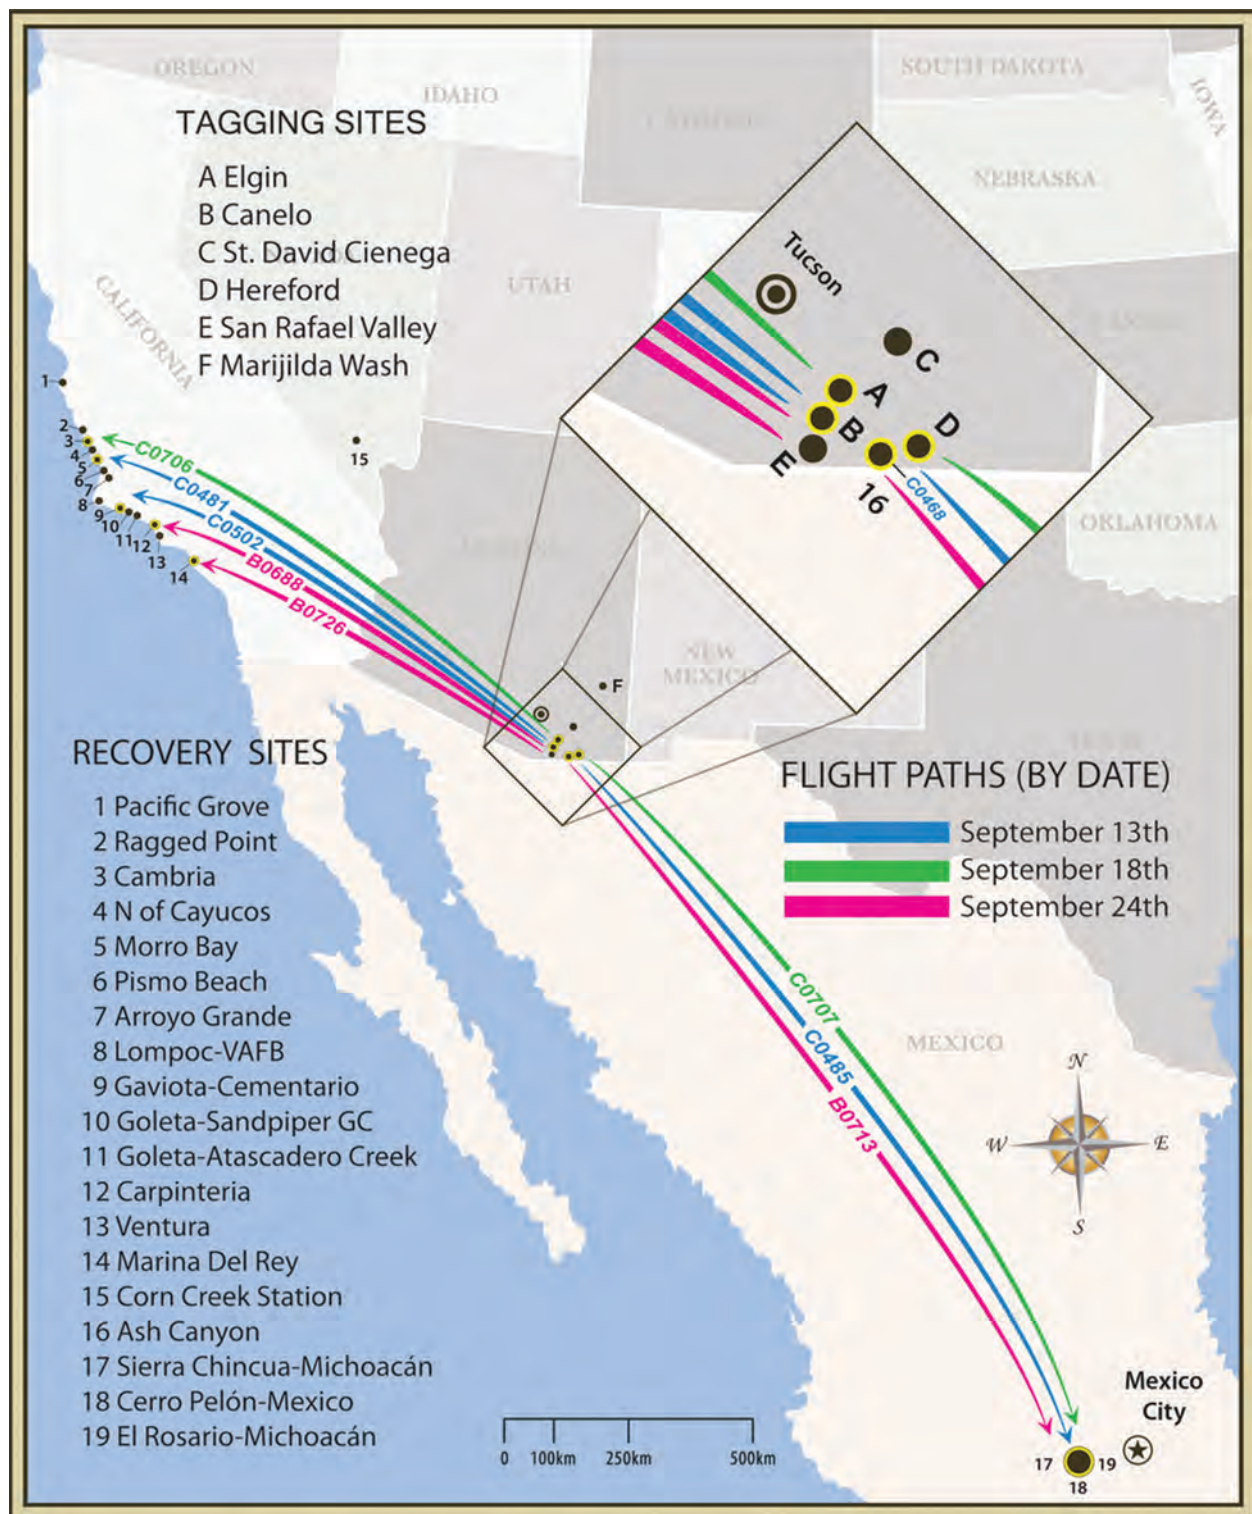 OREGON
IDAHO
SOUTH DAKOTA
IOWA
TAGGING SITES
A Elgin
B Canelo
C St. David Cienega
D Hereford
E San Rafael Valley
F Marijilda Wash
NEBRASKA
UTAH
CALIFORNIA
Tucson
C
A
B
D
E
16
C0468
OKLAHOMA
1
2
3
4
5
6
7
8
9
10
11
12
13
14
15
C0706
C0481
C0502
B0688
B0726
NEW
MEXICO
F
RECOVERY SITES
1 Pacific Grove
2 Ragged Point
3 Cambria
4 N of Cayucos
5 Morro Bay
6 Pismo Beach
7 Arroyo Grande
8 Lompoc-VAFB
9 Gaviota-Cementario
10 Goleta-Sandpiper GC
11 Goleta-Atascadero Creek
12 Carpinteria
13 Ventura
14 Marina Del Rey
15 Corn Creek Station
16 Ash Canyon
17 Sierra Chincua-Michoacán
18 Cerro Pelón-Mexico
19 El Rosario-Michoacán
FLIGHT PATHS (BY DATE)
September 13th
September 18th
September 24th
C0707
C0485
B0713
MEXICO
N
W
E
S
Mexico
City
17
19
18
0 100km 250km 500km